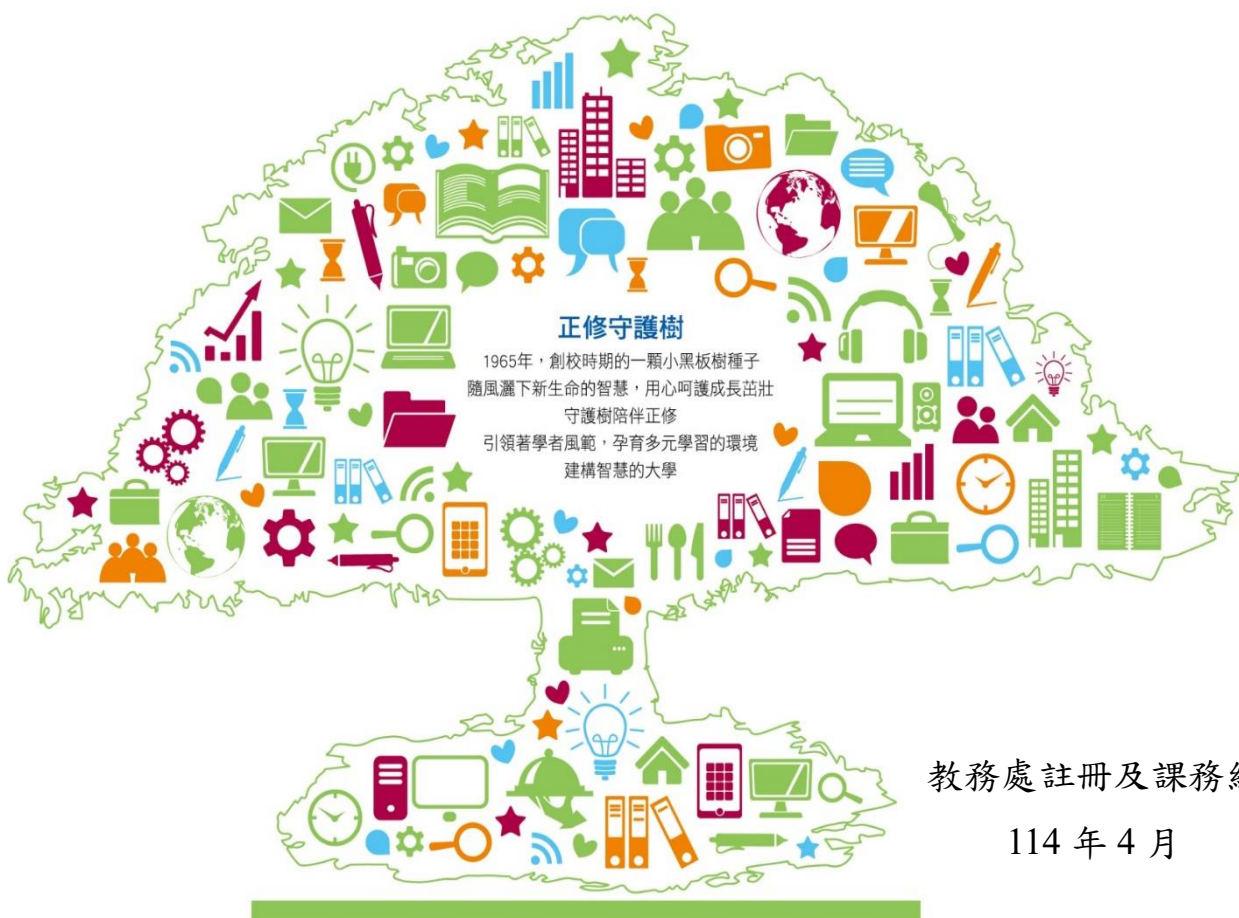 正修守護樹
1965年，創校時期的一顆小黑板樹種子
隨風灑下新生命的智慧，用心呵護成長茁壯
守護樹陪伴正修
引領著學者風範，孕育多元學習的環境
建構智慧的大學
教務處註冊及課務組
114 年 4 月